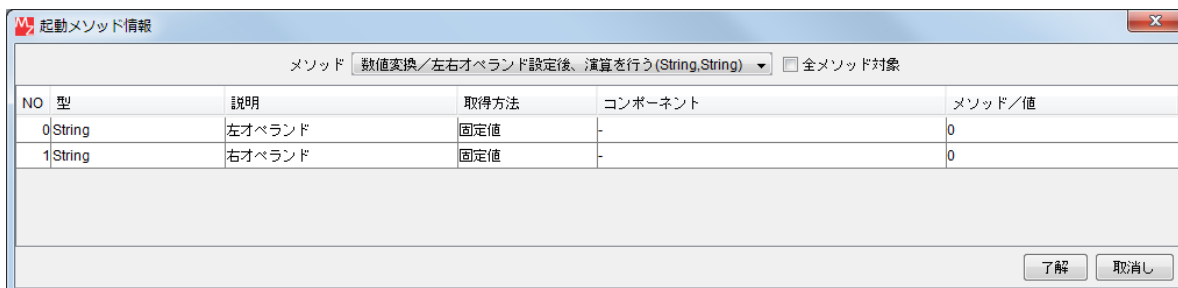 起動メソッド情報
メソッド 数値変換／左右オペランド設定後、演算を行う(String,String) 全メソッド対象
NO 型 説明 取得方法 コンポーネント メソッド／値
0 String 左オペランド 固定値 - 0
1 String 右オペランド 固定値 - 0
了解 取消し